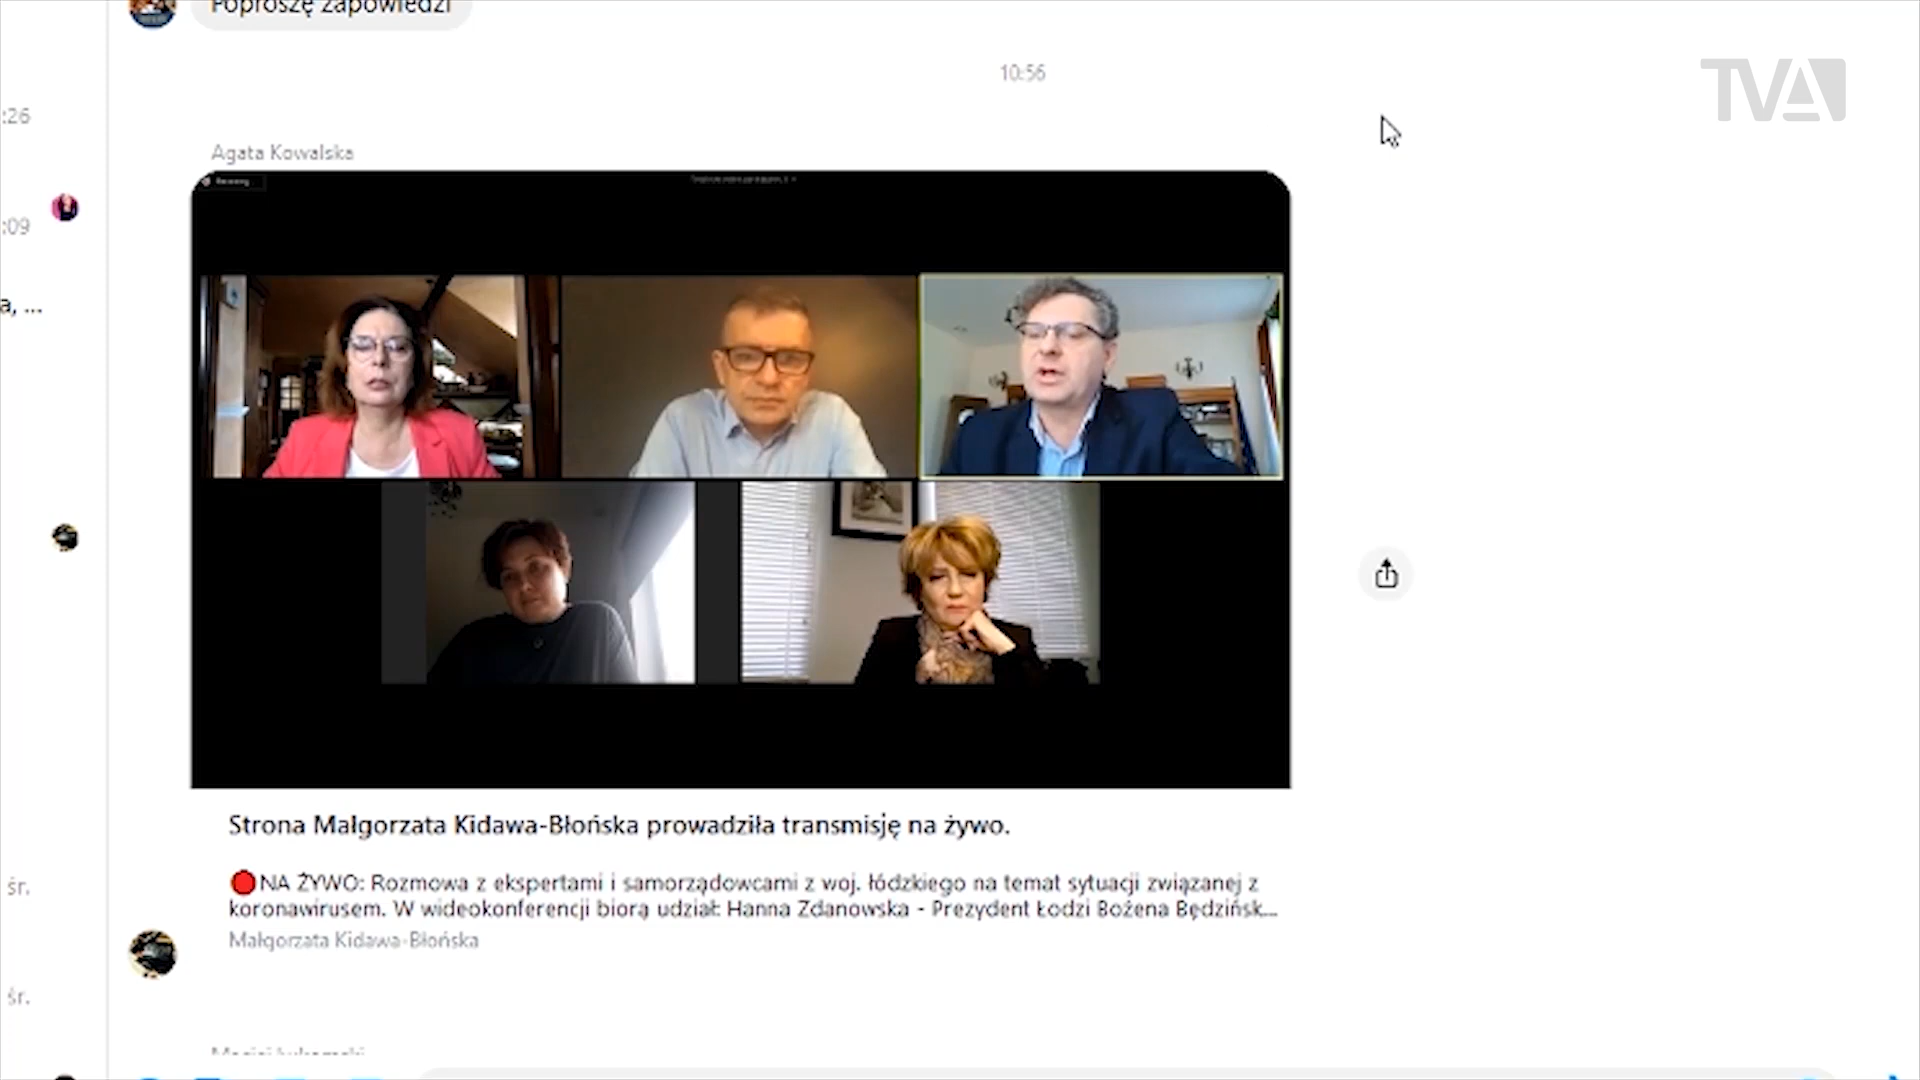 Poproszę zapowiedzi
10:56
TVA
:26
Agata Kowalska
:09
a, ...
Strona Małgorzata Kidawa-Błońska prowadziła transmisję na żywo.
śr.
NA ŻYWO: Rozmowa z ekspertami i samorządowcami z woj. łódzkiego na temat sytuacji związanej z
koronawirusem. W wideokonferencji biorą udział: Hanna Zdanowska - Prezydent Łodzi Bożena Będzińsk...
Małgorzata Kidawa-Błońska
śr.